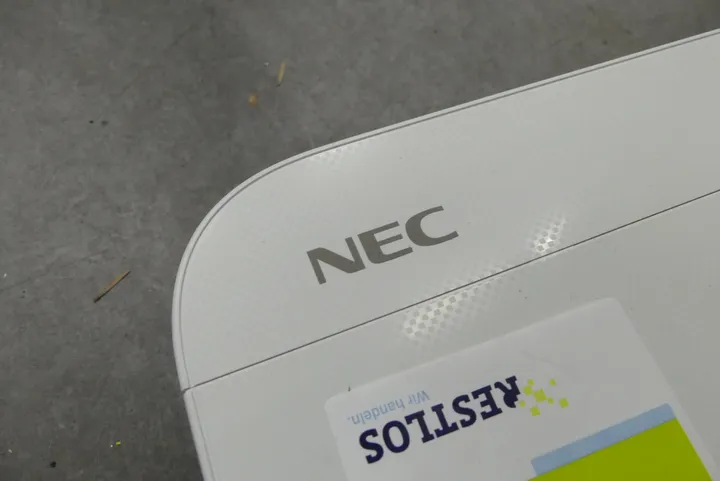 NEC
RESTLOS
Wir handeln.